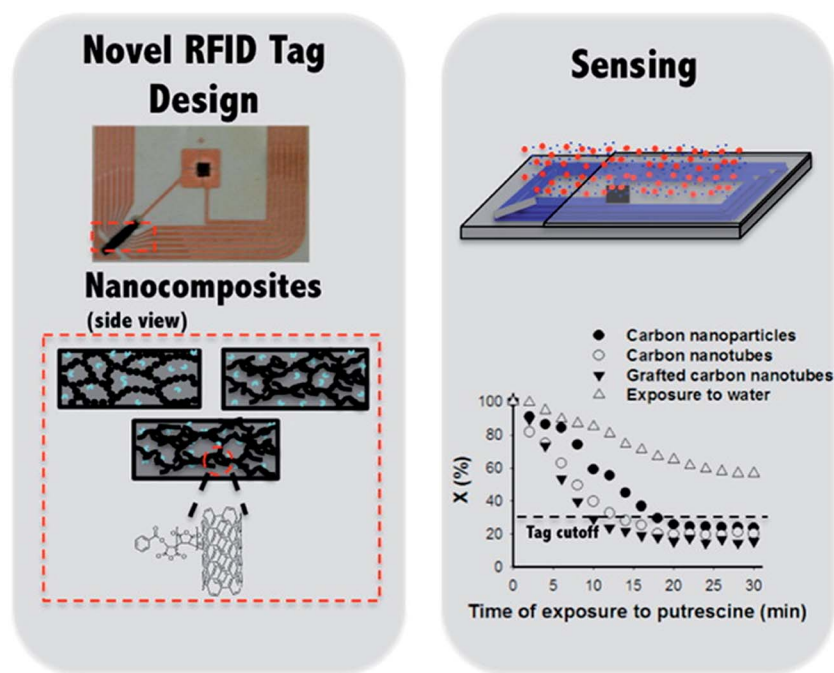 Novel RFID Tag
Design
Nanocomposites
(side view)
Sensing
Carbon nanoparticles
Carbon nanotubes
Grafted carbon nanotubes
Exposure to water
100
80
60
40
20
0
X (%)
Tag cutoff
0 5 10 15 20 25 30
Time of exposure to putrescine (min)